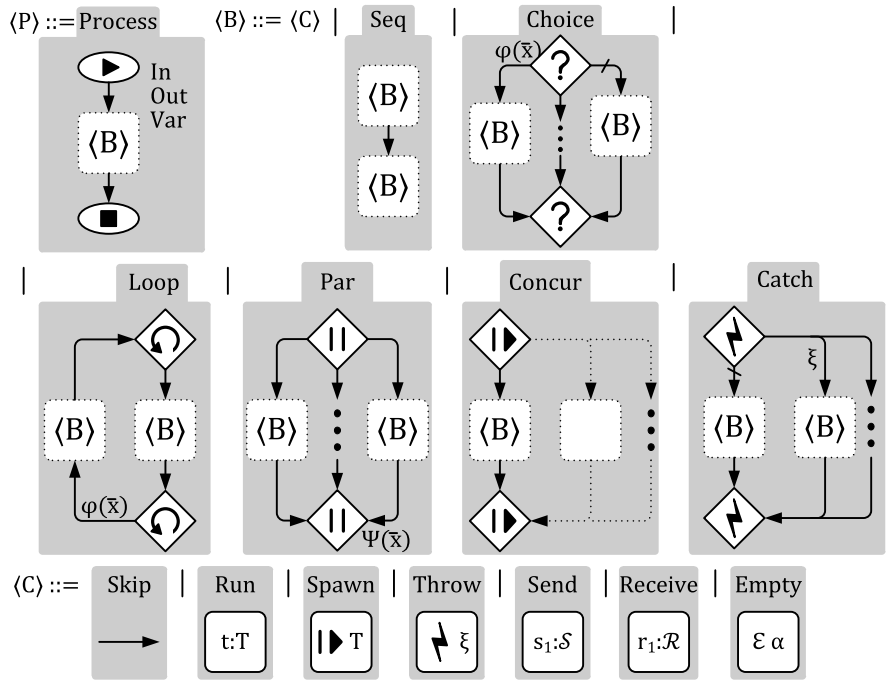 ⟨P⟩ ::= Process
In
Out
Var
⟨B⟩
⟨B⟩ ::= ⟨C⟩ |
Seq
⟨B⟩
⟨B⟩
|
Choice
φ(x̄)
?
⟨B⟩
⟨B⟩
?
|
|
Loop
⟨B⟩
⟨B⟩
φ(x̄)
|
Par
⟨B⟩
⟨B⟩
Ψ(x̄)
|
Concur
⟨B⟩
|
Catch
ξ
⟨B⟩
⟨B⟩
⟨C⟩ ::= Skip | Run | Spawn | Throw | Send | Receive | Empty
t:T
T
ξ
s₁:𝒮
r₁:ℛ
ℰ α